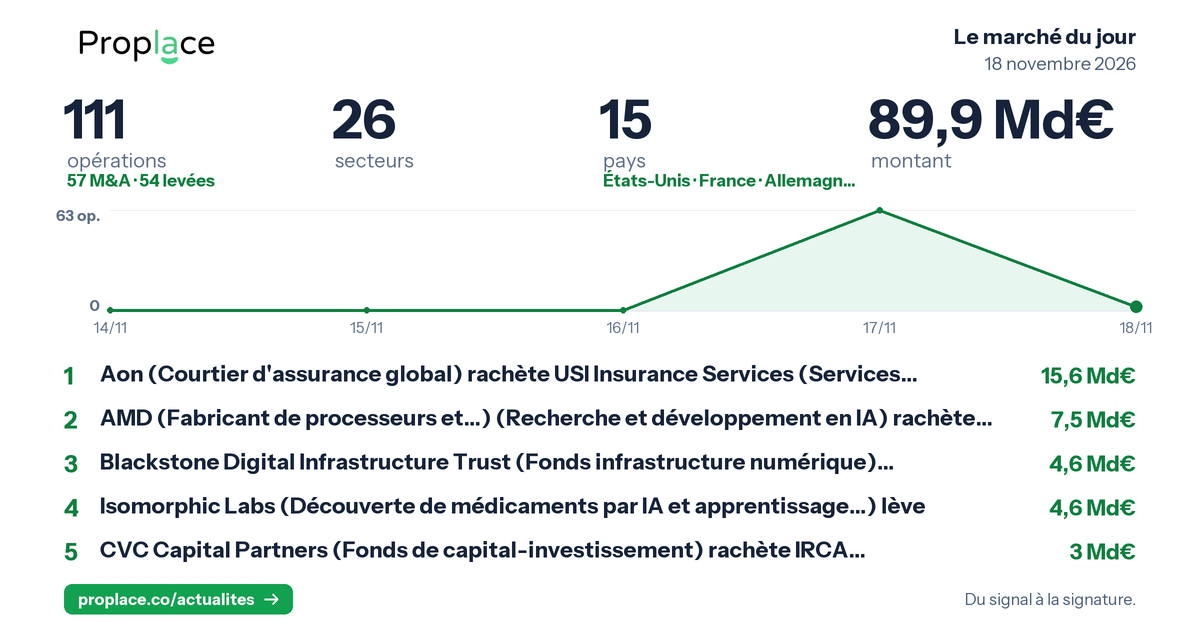 Proplace
Le marché du jour
18 novembre 2026
111
opérations
57 M&A · 54 levées
26
secteurs
15
pays
États-Unis · France · Allemagn...
89,9 Md€
montant
63 op.
0
14/11
15/11
16/11
17/11
18/11
1 Aon (Courtier d'assurance global) rachète USI Insurance Services (Services... 15,6 Md€
2 AMD (Fabricant de processeurs et...) (Recherche et développement en IA) rachète... 7,5 Md€
3 Blackstone Digital Infrastructure Trust (Fonds infrastructure numérique)... 4,6 Md€
4 Isomorphic Labs (Découverte de médicaments par IA et apprentissage...) lève 4,6 Md€
5 CVC Capital Partners (Fonds de capital-investissement) rachète IRCA... 3 Md€
proplace.co/actualites →
Du signal à la signature.